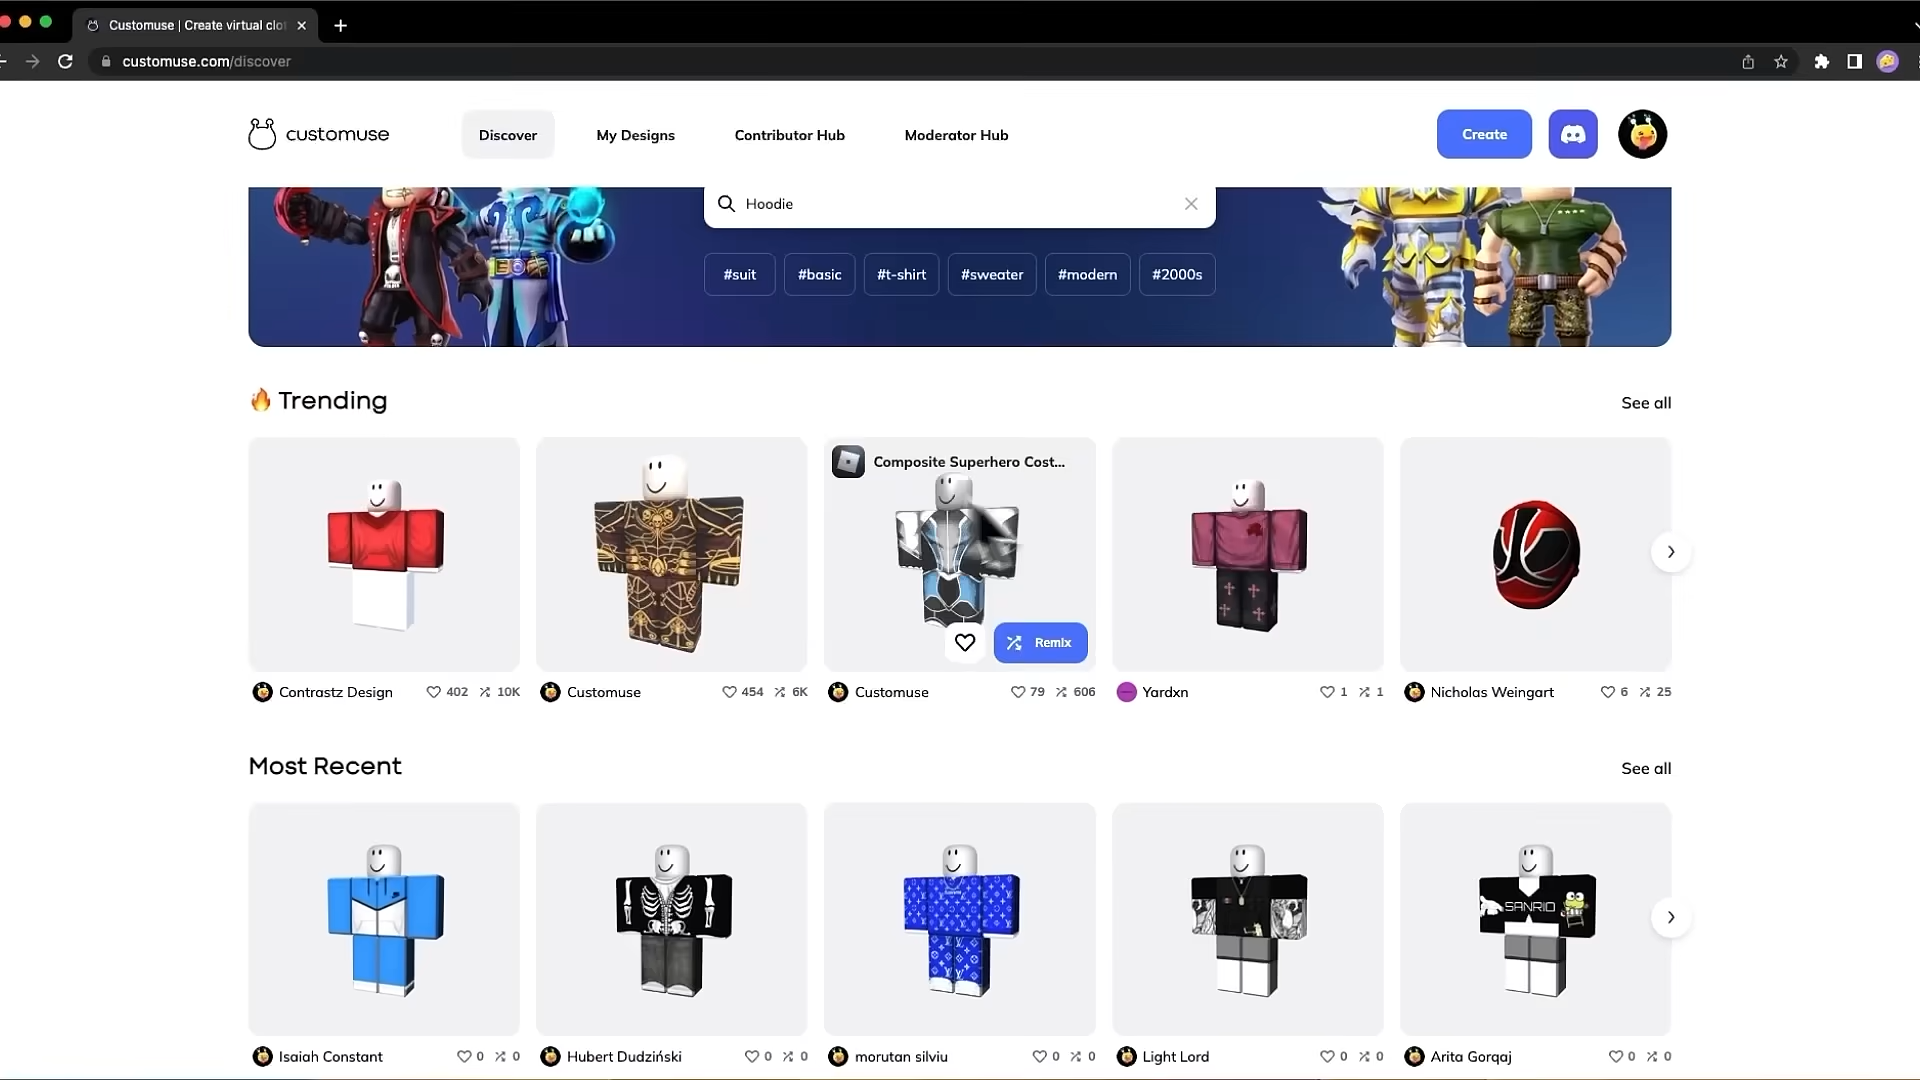 Customuse | Create virtual clo
customuse.com/discover
customuse
Discover
My Designs
Contributor Hub
Moderator Hub
Create
Hoodie
#suit
#basic
#t-shirt
#sweater
#modern
#2000s
Trending
See all
Composite Superhero Cost...
Remix
Contrastz Design
402
10K
Customuse
454
6K
Customuse
79
606
Yardxn
1
1
Nicholas Weingart
6
25
Most Recent
See all
SANRIO
Isaiah Constant
0
0
Hubert Dudziński
0
0
morutan silviu
0
0
Light Lord
0
0
Arita Gorqaj
0
0